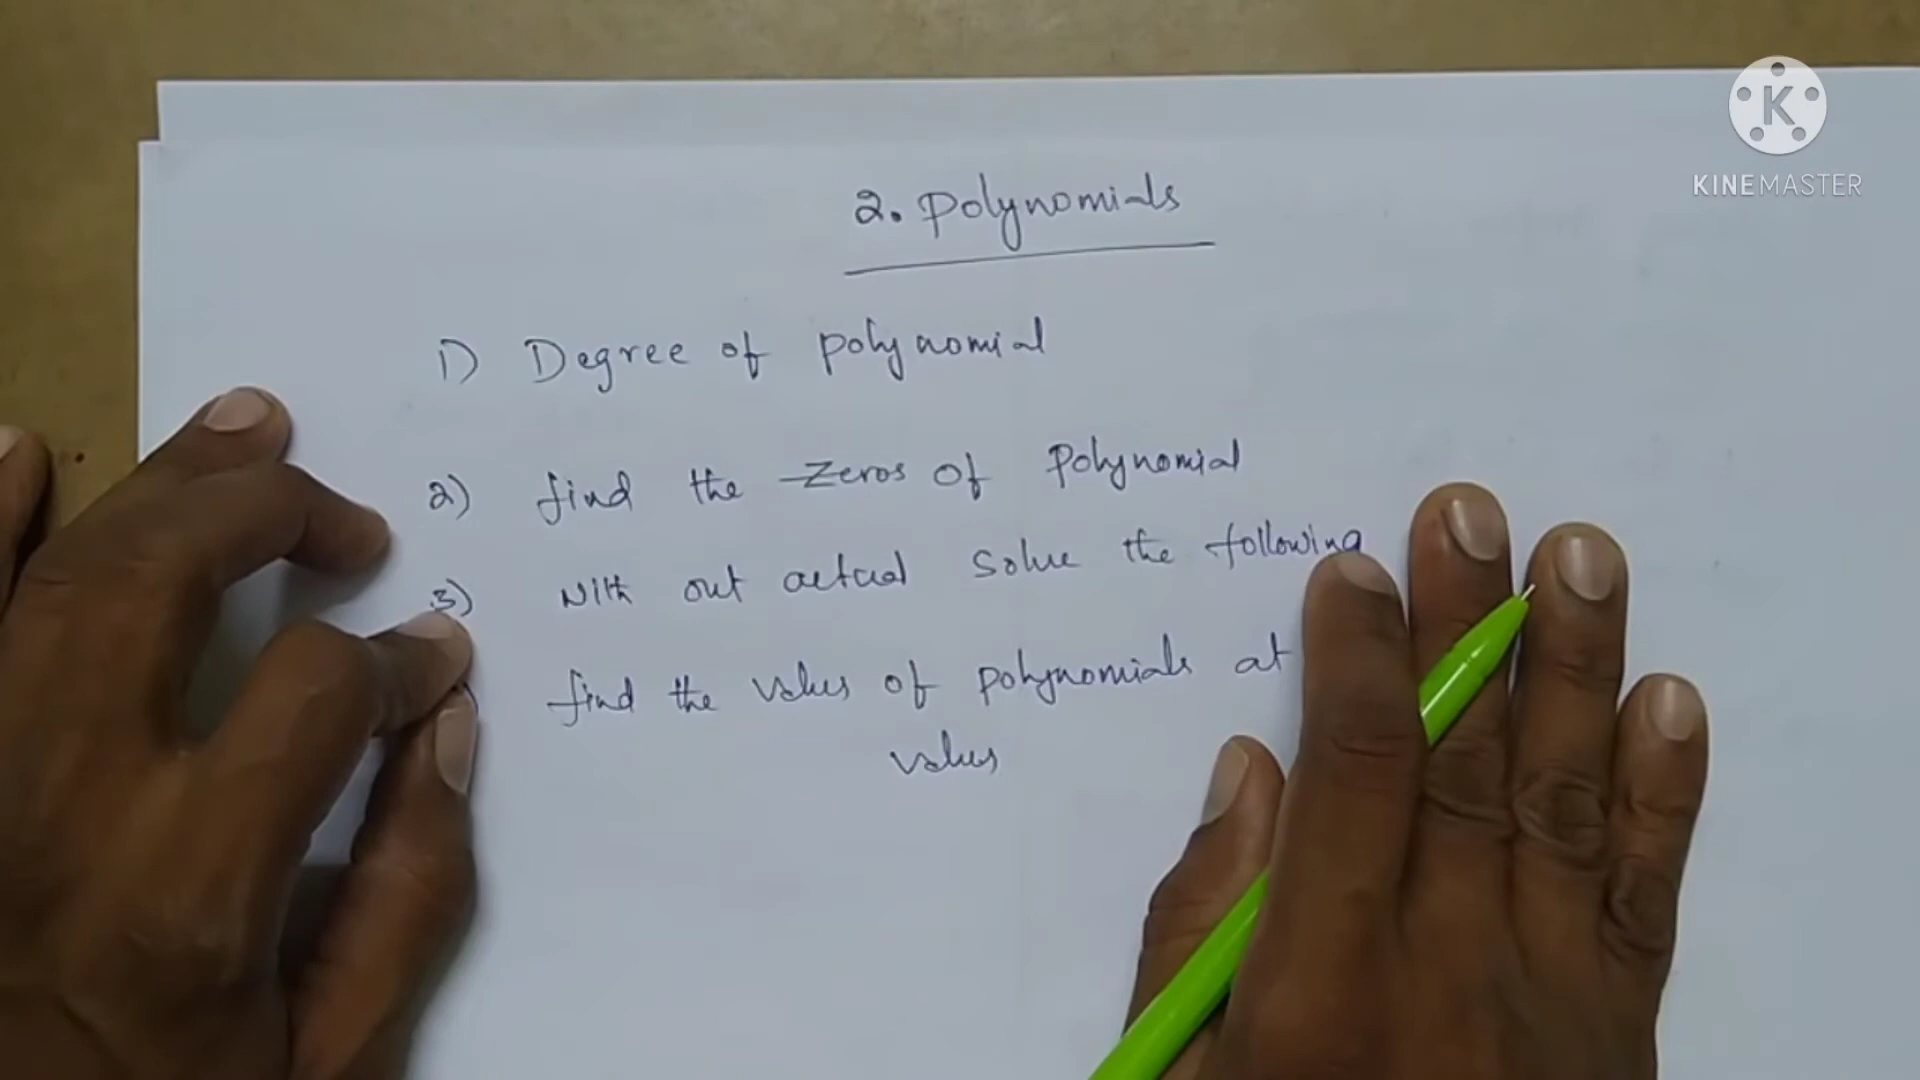 K
KINEMASTER
2. Polynomials
1) Degree of polynomial
2) find the zeros of Polynomial
3) With out actual Solve the following
find the values of polynomials at
values